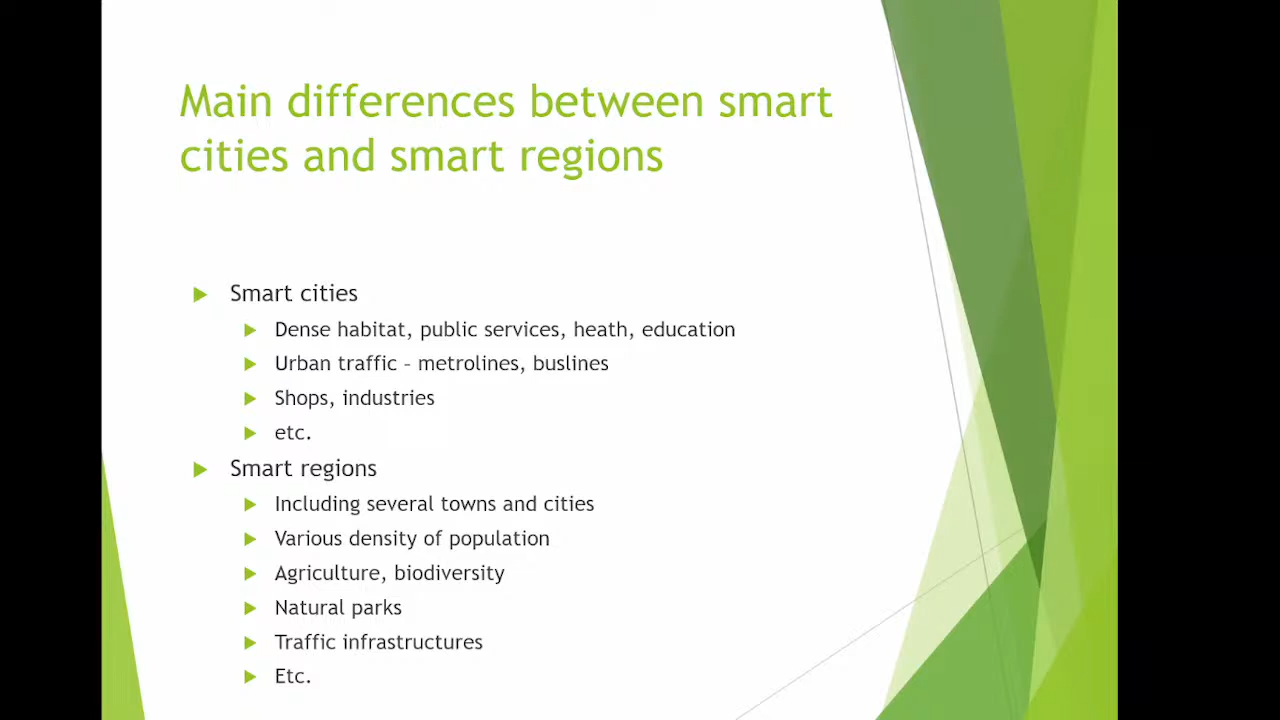 Main differences between smart
cities and smart regions
Smart cities
Dense habitat, public services, heath, education
Urban traffic – metrolines, buslines
Shops, industries
etc.
Smart regions
Including several towns and cities
Various density of population
Agriculture, biodiversity
Natural parks
Traffic infrastructures
Etc.